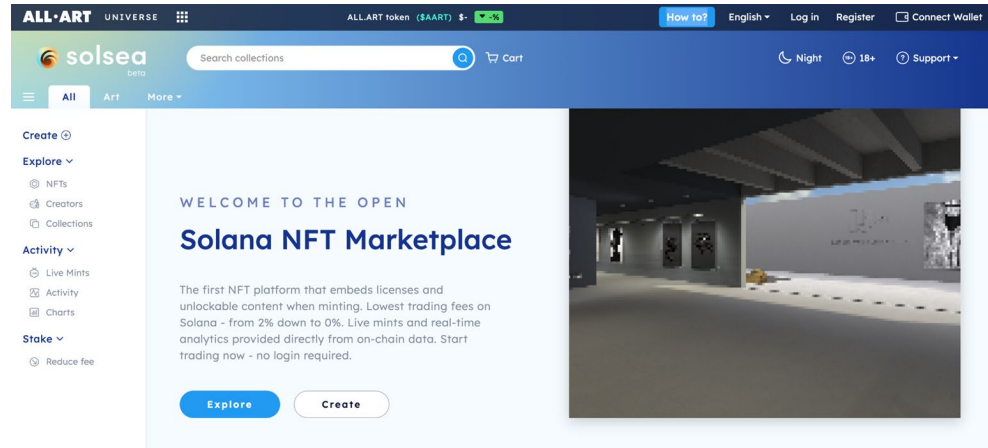 ALL·ART UNIVERSE
ALL.ART token ($AART) $- ▼ -%
How to?
English
Log in
Register
Connect Wallet
solsea
beta
Search collections
Cart
Night
18+ 18+
? Support
All
Art
More
Create
Explore
NFTs
Creators
Collections
Activity
Live Mints
Activity
Charts
Stake
Reduce fee
WELCOME TO THE OPEN
Solana NFT Marketplace
The first NFT platform that embeds licenses and
unlockable content when minting. Lowest trading fees on
Solana - from 2% down to 0%. Live mints and real-time
analytics provided directly from on-chain data. Start
trading now - no login required.
Explore
Create